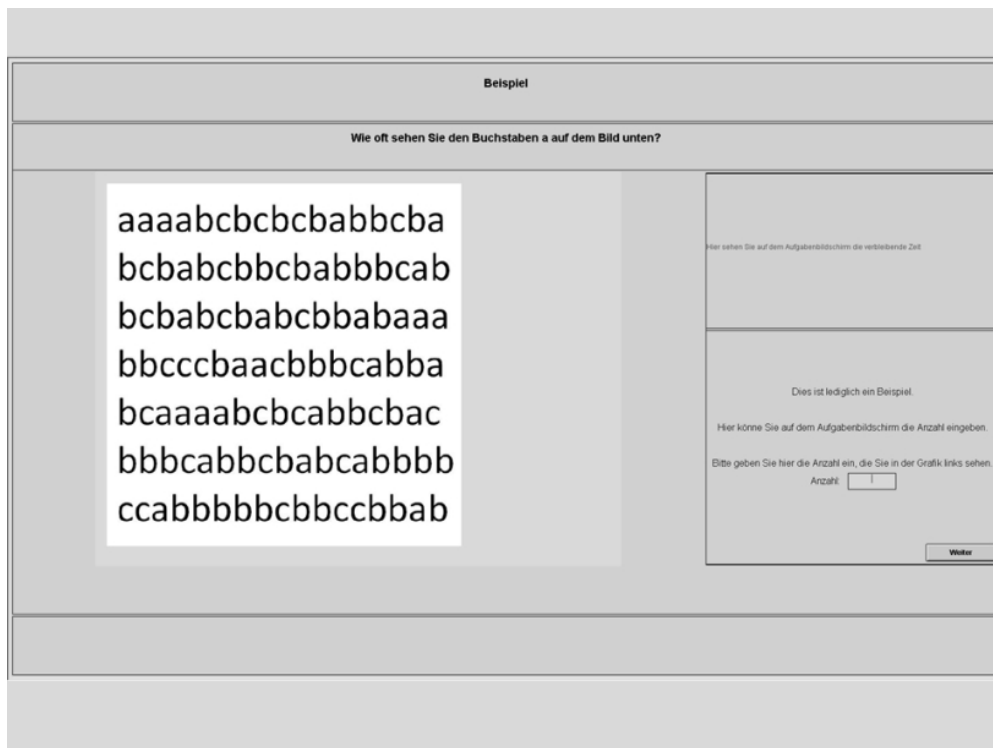 Beispiel
Wie oft sehen Sie den Buchstaben a auf dem Bild unten?
aaaabcbcbcbabbcba
bcbabcbbcbabbbcab
bcbabcbabcbbabaaa
bbcccbaacbbbcabba
bcaaaabcbcabbcbac
bbbcabbcbabcabbbb
ccabbbbbcbbccbbab
Hier sehen Sie auf dem Aufgabenbildschirm die verbleibende Zeit
Dies ist lediglich ein Beispiel.
Hier könne Sie auf dem Aufgabenbildschirm die Anzahl eingeben.
Bitte geben Sie hier die Anzahl ein, die Sie in der Grafik links sehen.
Anzahl:
Weiter